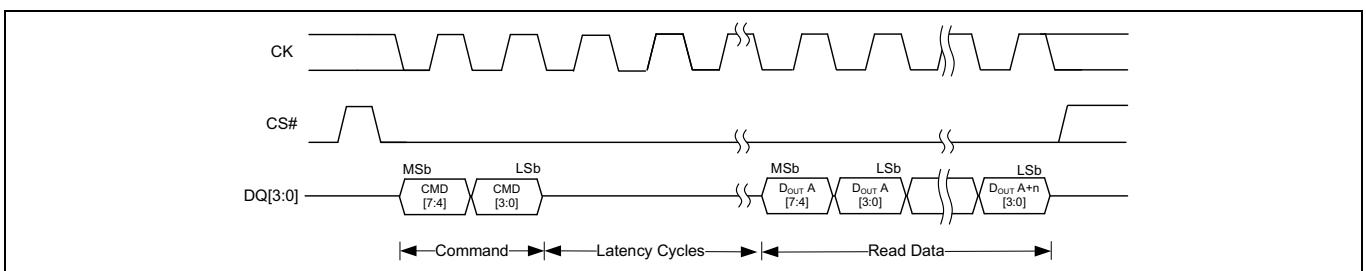 CK
CS#
MSb LSb MSb LSb LSb
DQ[3:0] CMD [7:4] CMD [3:0] DOUT A [7:4] DOUT A [3:0] DOUT A+n [3:0]
Command Latency Cycles Read Data